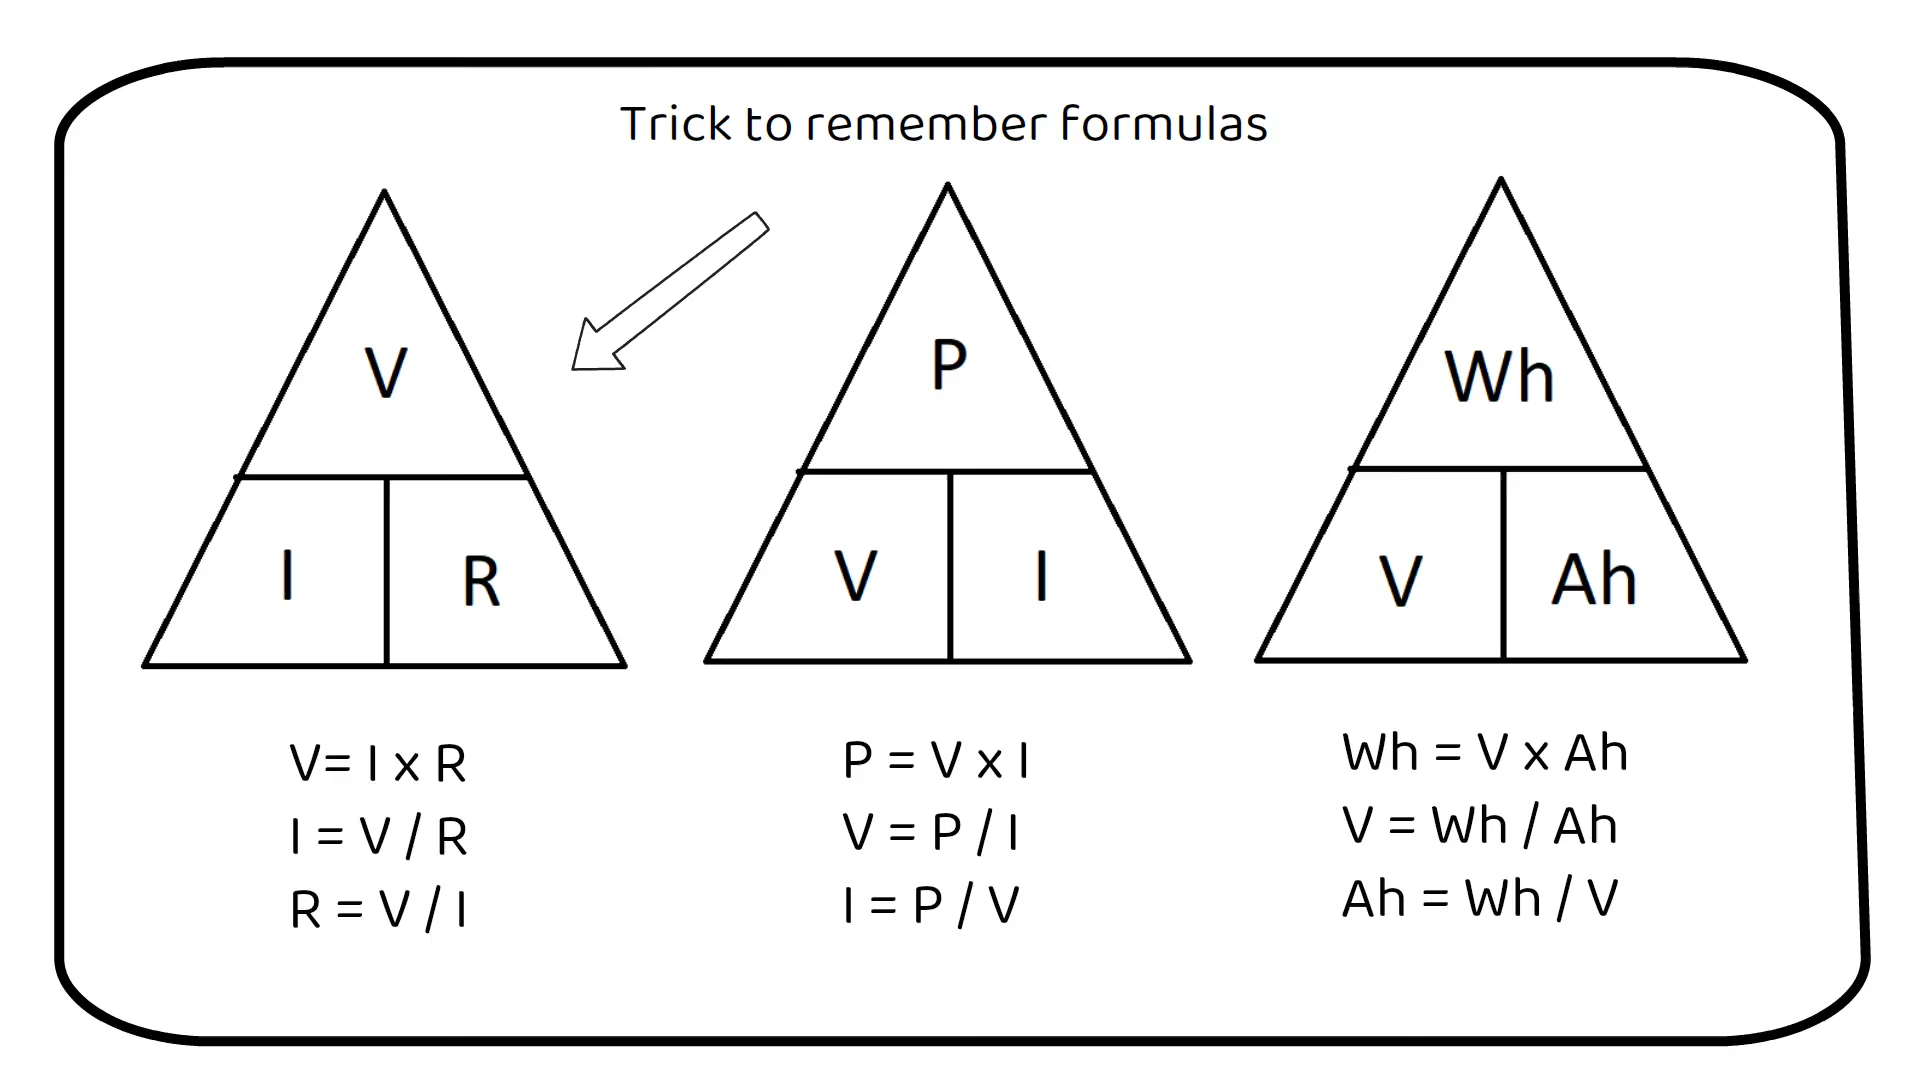 Trick to remember formulas
V
I
R
V= I x R
I = V / R
R = V / I
P
V
I
P = V x I
V = P / I
I = P / V
Wh
V
Ah
Wh = V x Ah
V = Wh / Ah
Ah = Wh / V